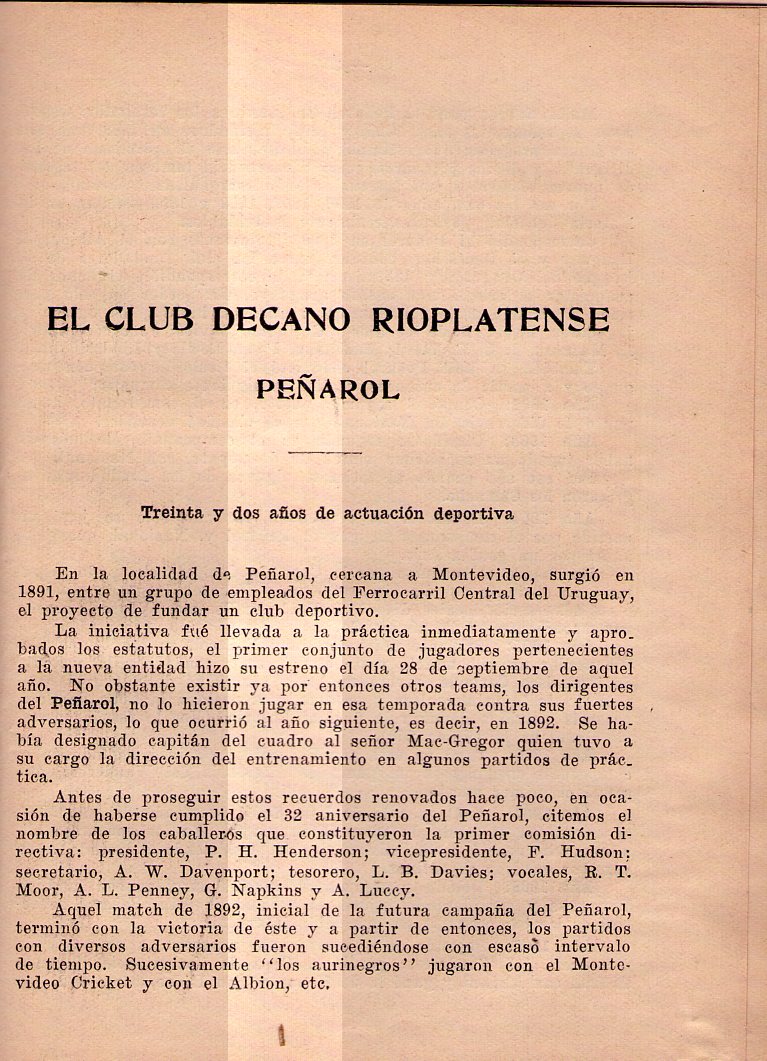 EL CLUB DECANO RIOPLATENSE
PEÑAROL
Treinta y dos años de actuación deportiva
En la localidad de Peñarol, cercana a Montevideo, surgió en
1891, entre un grupo de empleados del Ferrocarril Central del Uruguay,
el proyecto de fundar un club deportivo.
La iniciativa fué llevada a la práctica inmediatamente y apro-
bados los estatutos, el primer conjunto de jugadores pertenecientes
a la nueva entidad hizo su estreno el día 28 de septiembre de aquel
año. No obstante existir ya por entonces otros teams, los dirigentes
del Peñarol, no lo hicieron jugar en esa temporada contra sus fuertes
adversarios, lo que ocurrió al año siguiente, es decir, en 1892. Se ha-
bía designado capitán del cuadro al señor Mac-Gregor quien tuvo a
su cargo la dirección del entrenamiento en algunos partidos de prác-
tica.
Antes de proseguir estos recuerdos renovados hace poco, en oca-
sión de haberse cumplido el 32 aniversario del Peñarol, citemos el
nombre de los caballeros que constituyeron la primer comisión di-
rectiva: presidente, P. H. Henderson; vicepresidente, F. Hudson;
secretario, A. W. Davenport; tesorero, L. B. Davies; vocales, R. T.
Moor, A. L. Penney, G. Napkins y A. Luccy.
Aquel match de 1892, inicial de la futura campaña del Peñarol,
terminó con la victoria de éste y a partir de entonces, los partidos
con diversos adversarios fueron sucediéndose con escaso intervalo
de tiempo. Sucesivamente "los aurinegros" jugaron con el Monte-
video Cricket y con el Albion, etc.